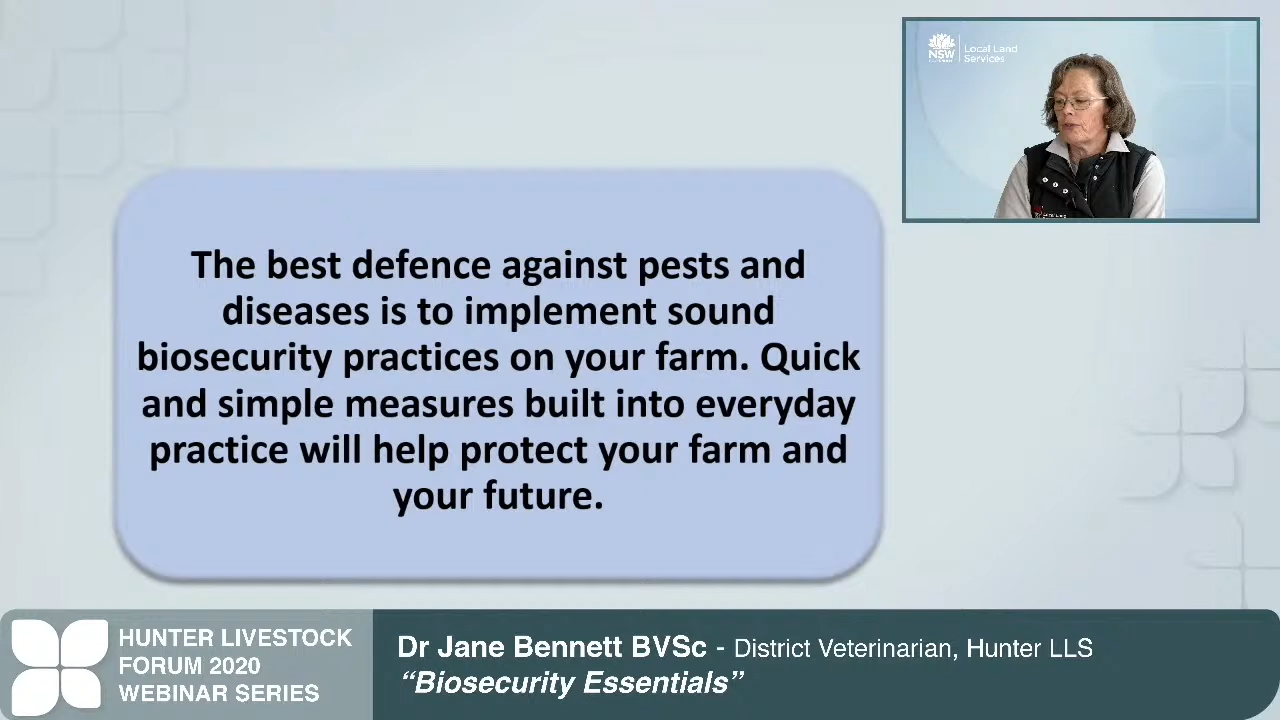 NSW
Local Land
Services
The best defence against pests and
diseases is to implement sound
biosecurity practices on your farm. Quick
and simple measures built into everyday
practice will help protect your farm and
your future.
HUNTER LIVESTOCK
FORUM 2020
WEBINAR SERIES
Dr Jane Bennett BVSc - District Veterinarian, Hunter LLS
“Biosecurity Essentials”